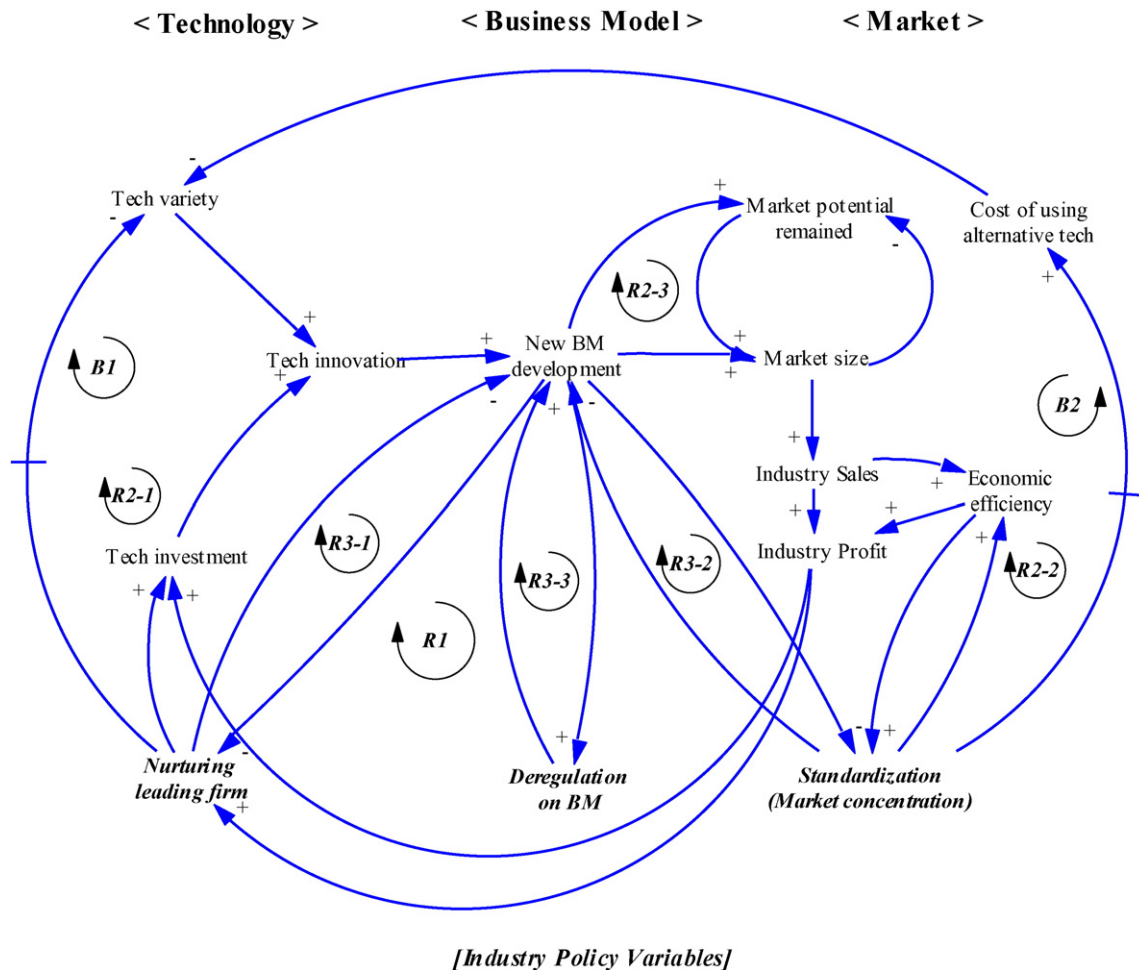 < Technology > < Business Model > < Market >
-
Tech variety
-
+
Market potential
remained
-
Cost of using
alternative tech
+
R2-3
+
Tech innovation
+
+
New BM
development
+
+
Market size
B1
-
+
-
B2
+
Industry Sales
+
Economic
efficiency
R2-1
+
+
Tech investment
R3-1
R3-3
R3-2
Industry Profit
+
R2-2
+
+
R1
-
+
-
+
Nurturing
leading firm
+
Deregulation
on BM
Standardization
(Market concentration)
[Industry Policy Variables]